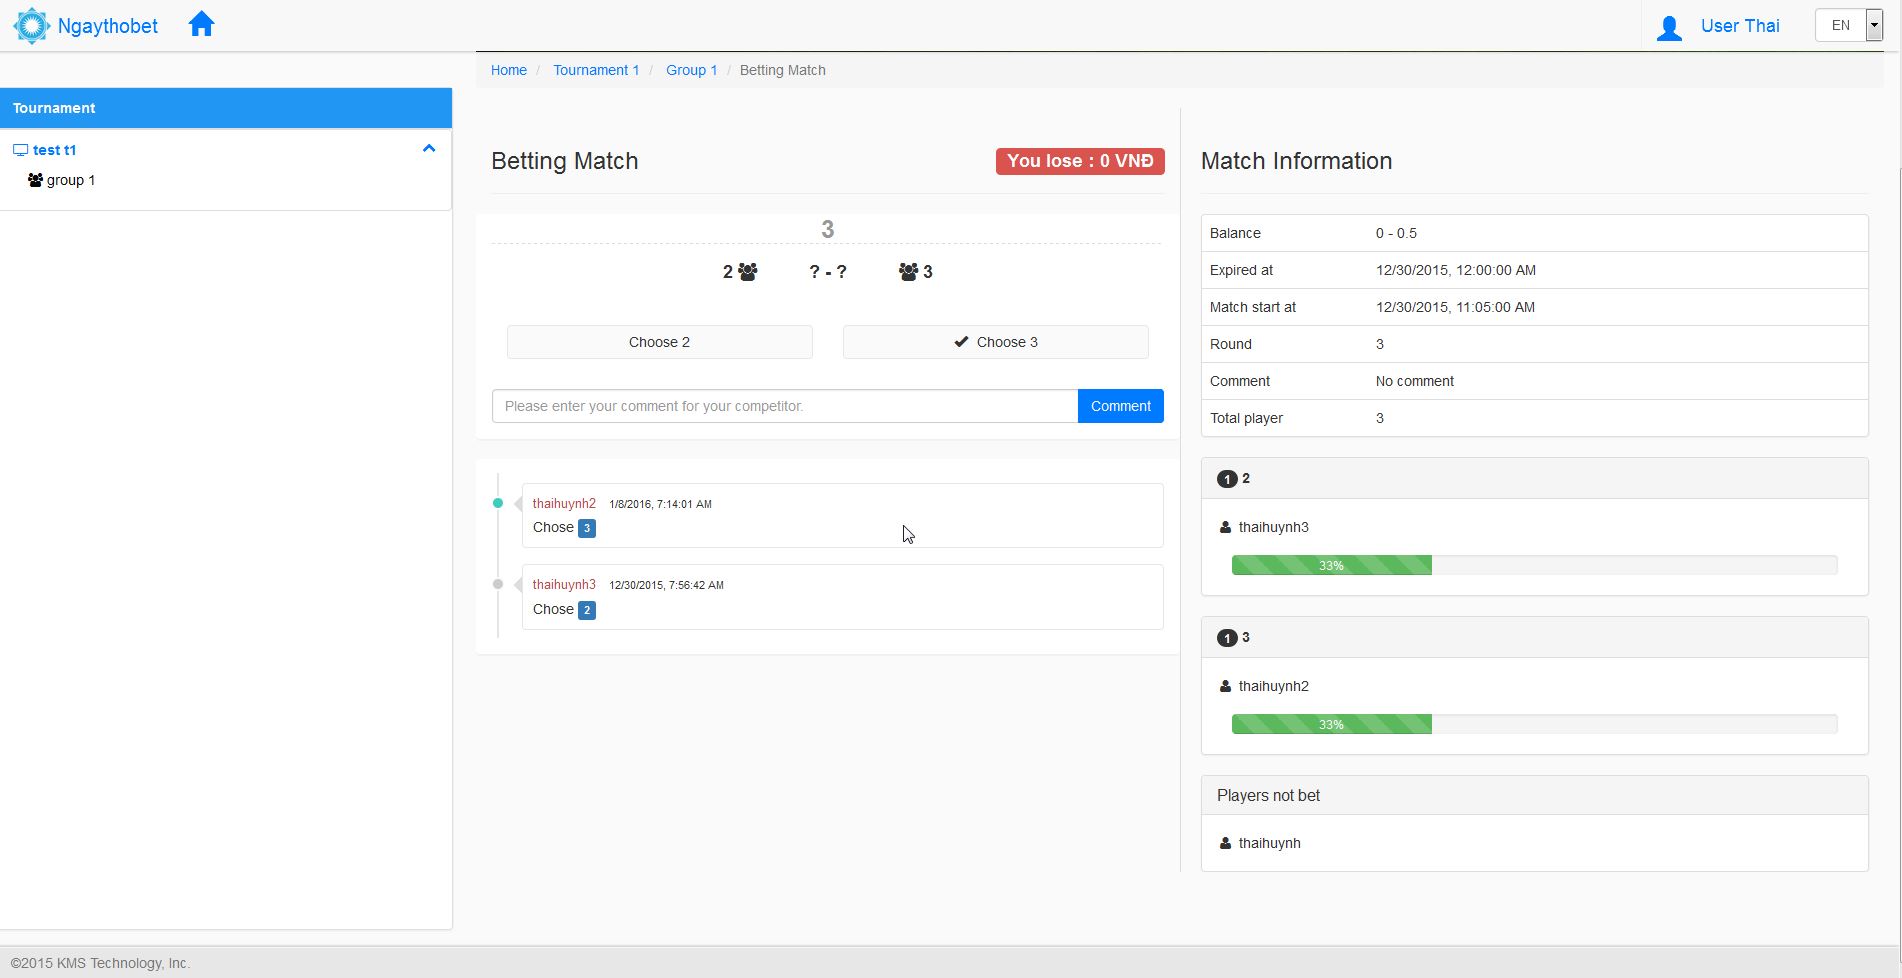 Ngaythobet
User Thai
EN
Home / Tournament 1 / Group 1 / Betting Match
Tournament
test t1
group 1
Betting Match
You lose : 0 VNĐ
3
2 ? - ? 3
Choose 2
Choose 3
Please enter your comment for your competitor.
Comment
thaihuynh2 1/8/2016, 7:14:01 AM
Chose 3
thaihuynh3 12/30/2015, 7:56:42 AM
Chose 2
Match Information
Balance 0 - 0.5
Expired at 12/30/2015, 12:00:00 AM
Match start at 12/30/2015, 11:05:00 AM
Round 3
Comment No comment
Total player 3
1 2
thaihuynh3
33%
1 3
thaihuynh2
33%
Players not bet
thaihuynh
©2015 KMS Technology, Inc.